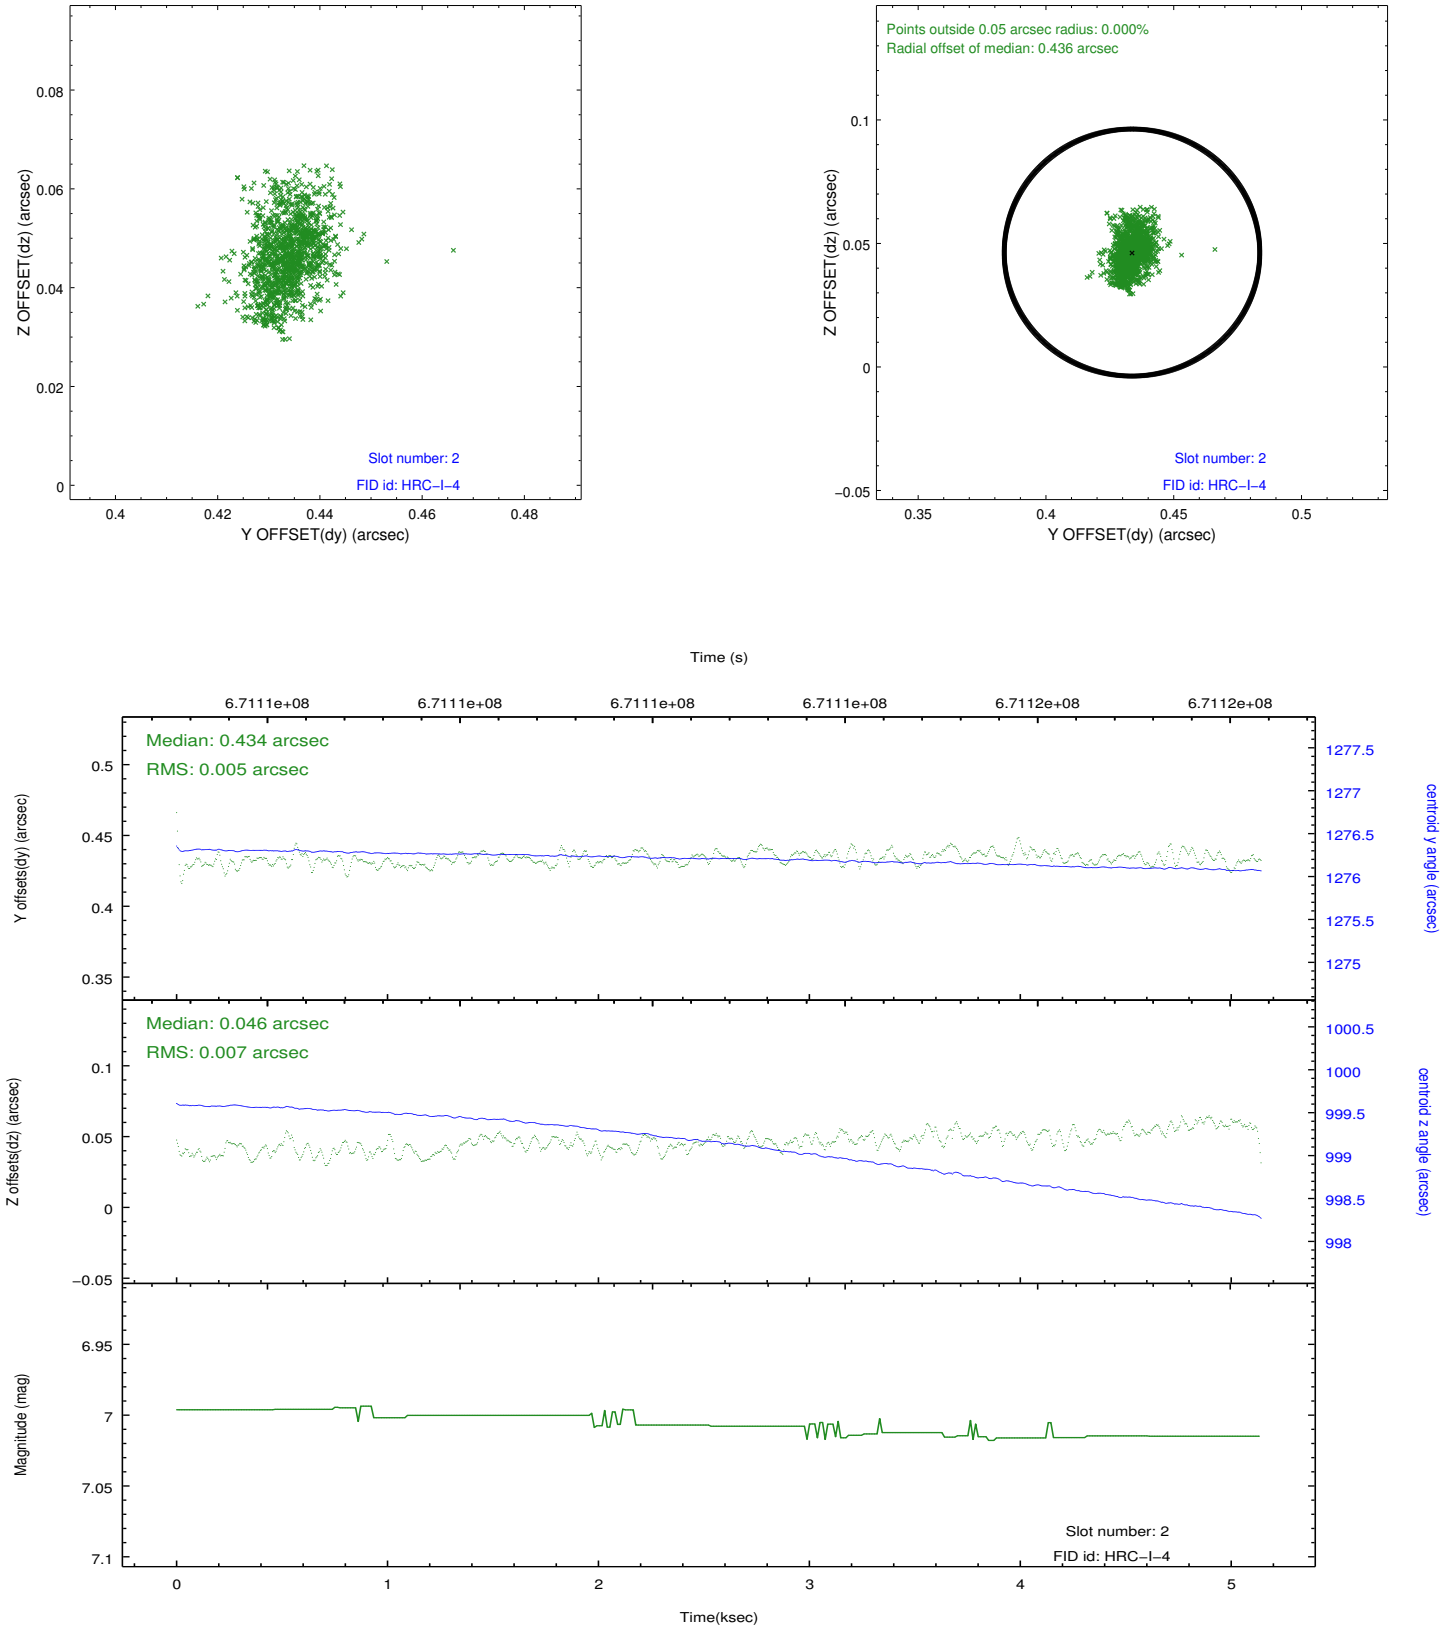 0.08
0.06
0.04
0.02
0
Z OFFSET(dz) (arcsec)
Slot number: 2
FID id: HRC−I−4
0.4 0.42 0.44 0.46 0.48
Y OFFSET(dy) (arcsec)
Points outside 0.05 arcsec radius: 0.000%
Radial offset of median: 0.436 arcsec
0.1
0.05
0
−0.05
Z OFFSET(dz) (arcsec)
Slot number: 2
FID id: HRC−I−4
0.35 0.4 0.45 0.5
Y OFFSET(dy) (arcsec)
Time (s)
6.7111e+08 6.7111e+08 6.7111e+08 6.7111e+08 6.7112e+08 6.7112e+08
Median: 0.434 arcsec
RMS: 0.005 arcsec
0.5
0.45
0.4
0.35
Y offsets(dy) (arcsec)
1277.5
1277
1276.5
1276
1275.5
1275
centroid y angle (arcsec)
Median: 0.046 arcsec
RMS: 0.007 arcsec
0.1
0.05
0
−0.05
Z offsets(dz) (arcsec)
1000.5
1000
999.5
999
998.5
998
centroid z angle (arcsec)
6.95
7
7.05
7.1
Magnitude (mag)
Slot number: 2
FID id: HRC−I−4
0 1 2 3 4 5
Time(ksec)